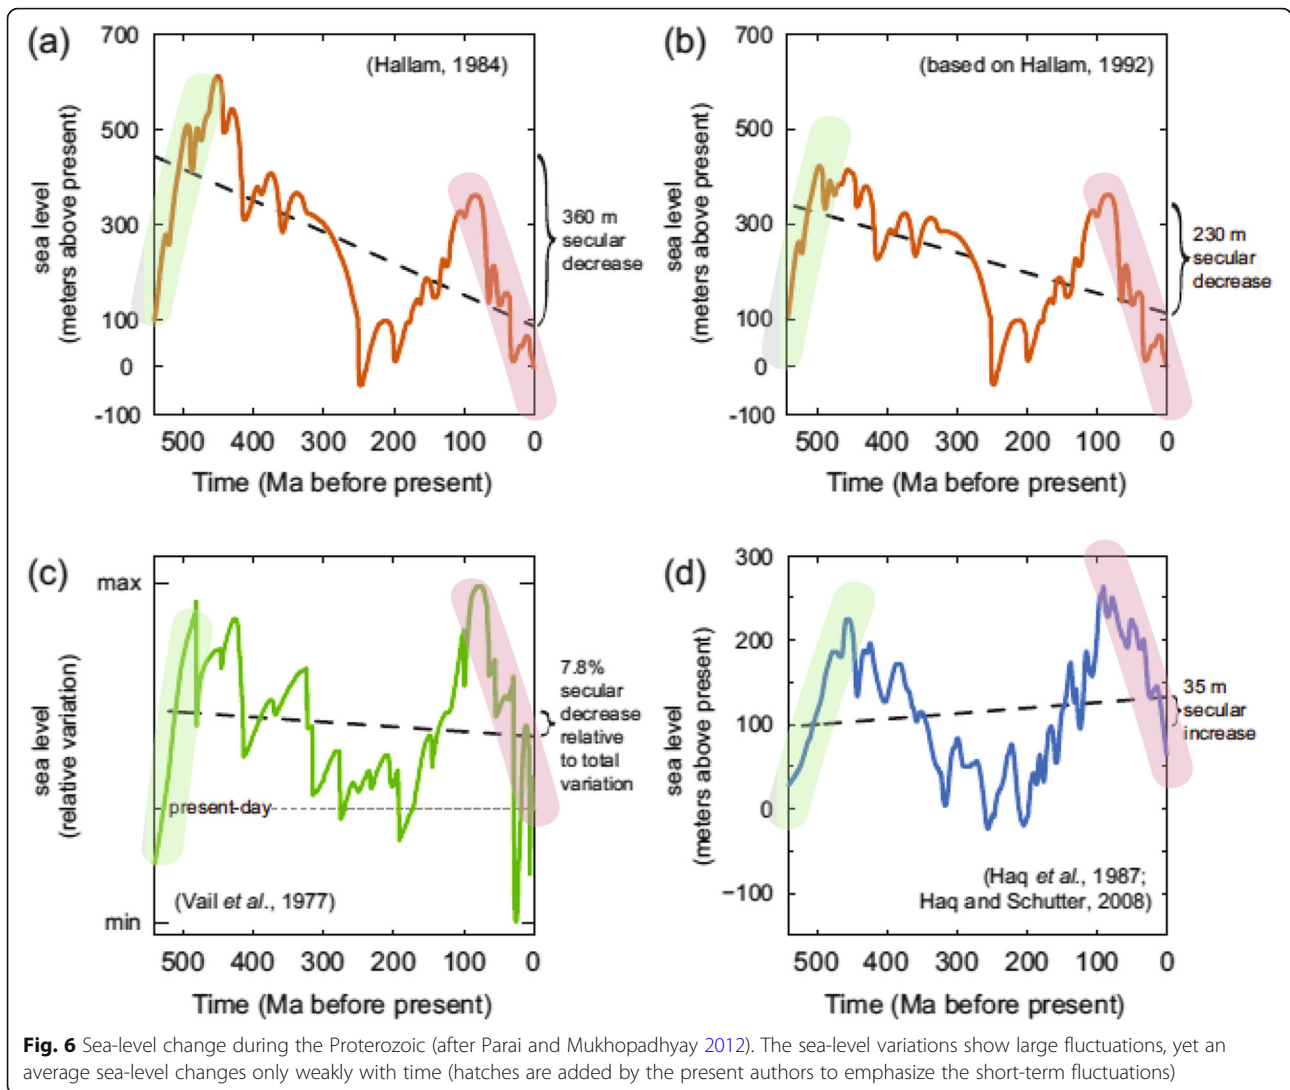 (a)
(Hallam, 1984)
sea level
(meters above present)
700
500
300
100
0
-100
360 m
secular
decrease
500 400 300 200 100 0
Time (Ma before present)
(b)
(based on Hallam, 1992)
sea level
(meters above present)
700
500
300
100
0
-100
230 m
secular
decrease
500 400 300 200 100 0
Time (Ma before present)
(c)
sea level
(relative variation)
max
present-day
min
(Vail et al., 1977)
7.8%
secular
decrease
relative
to total
variation
500 400 300 200 100 0
Time (Ma before present)
(d)
sea level
(meters above present)
300
200
100
0
−100
35 m
secular
increase
(Haq et al., 1987;
Haq and Schutter, 2008)
500 400 300 200 100 0
Time (Ma before present)
Fig. 6 Sea-level change during the Proterozoic (after Parai and Mukhopadhyay 2012). The sea-level variations show large fluctuations, yet an
average sea-level changes only weakly with time (hatches are added by the present authors to emphasize the short-term fluctuations)